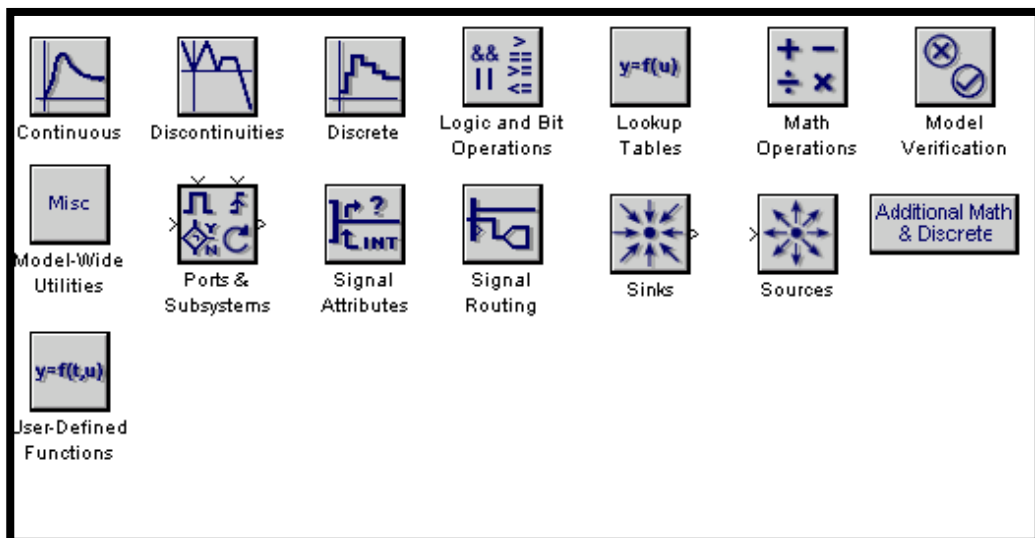 && > == >= <=
||
y=f(u)
+ −
÷ ×
Continuous
Discontinuities
Discrete
Logic and Bit
Operations
Lookup
Tables
Math
Operations
Model
Verification
Misc
Y
N
?
INT
Additional Math
& Discrete
Model-Wide
Utilities
Ports &
Subsystems
Signal
Attributes
Signal
Routing
Sinks
Sources
y=f(t,u)
User-Defined
Functions